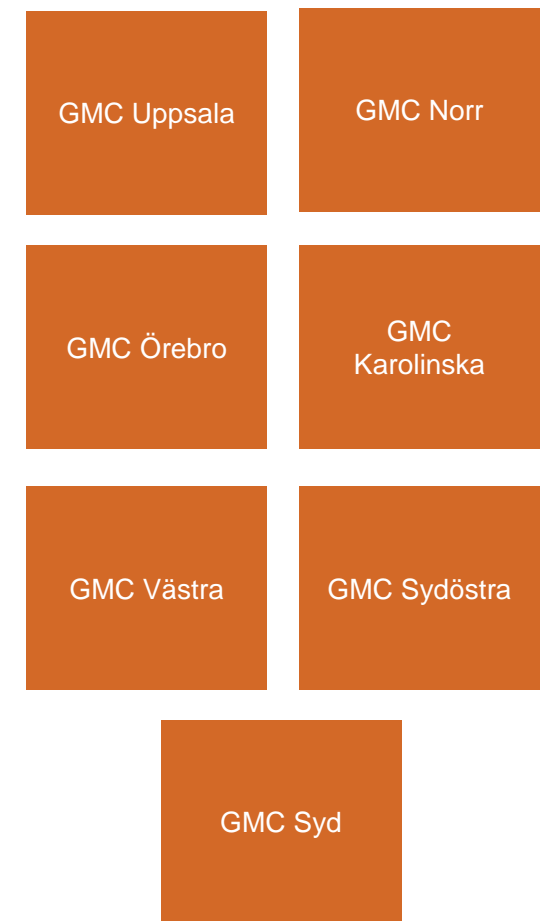 GMC Uppsala
GMC Norr
GMC Örebro
GMC
Karolinska
GMC Västra
GMC Sydöstra
GMC Syd